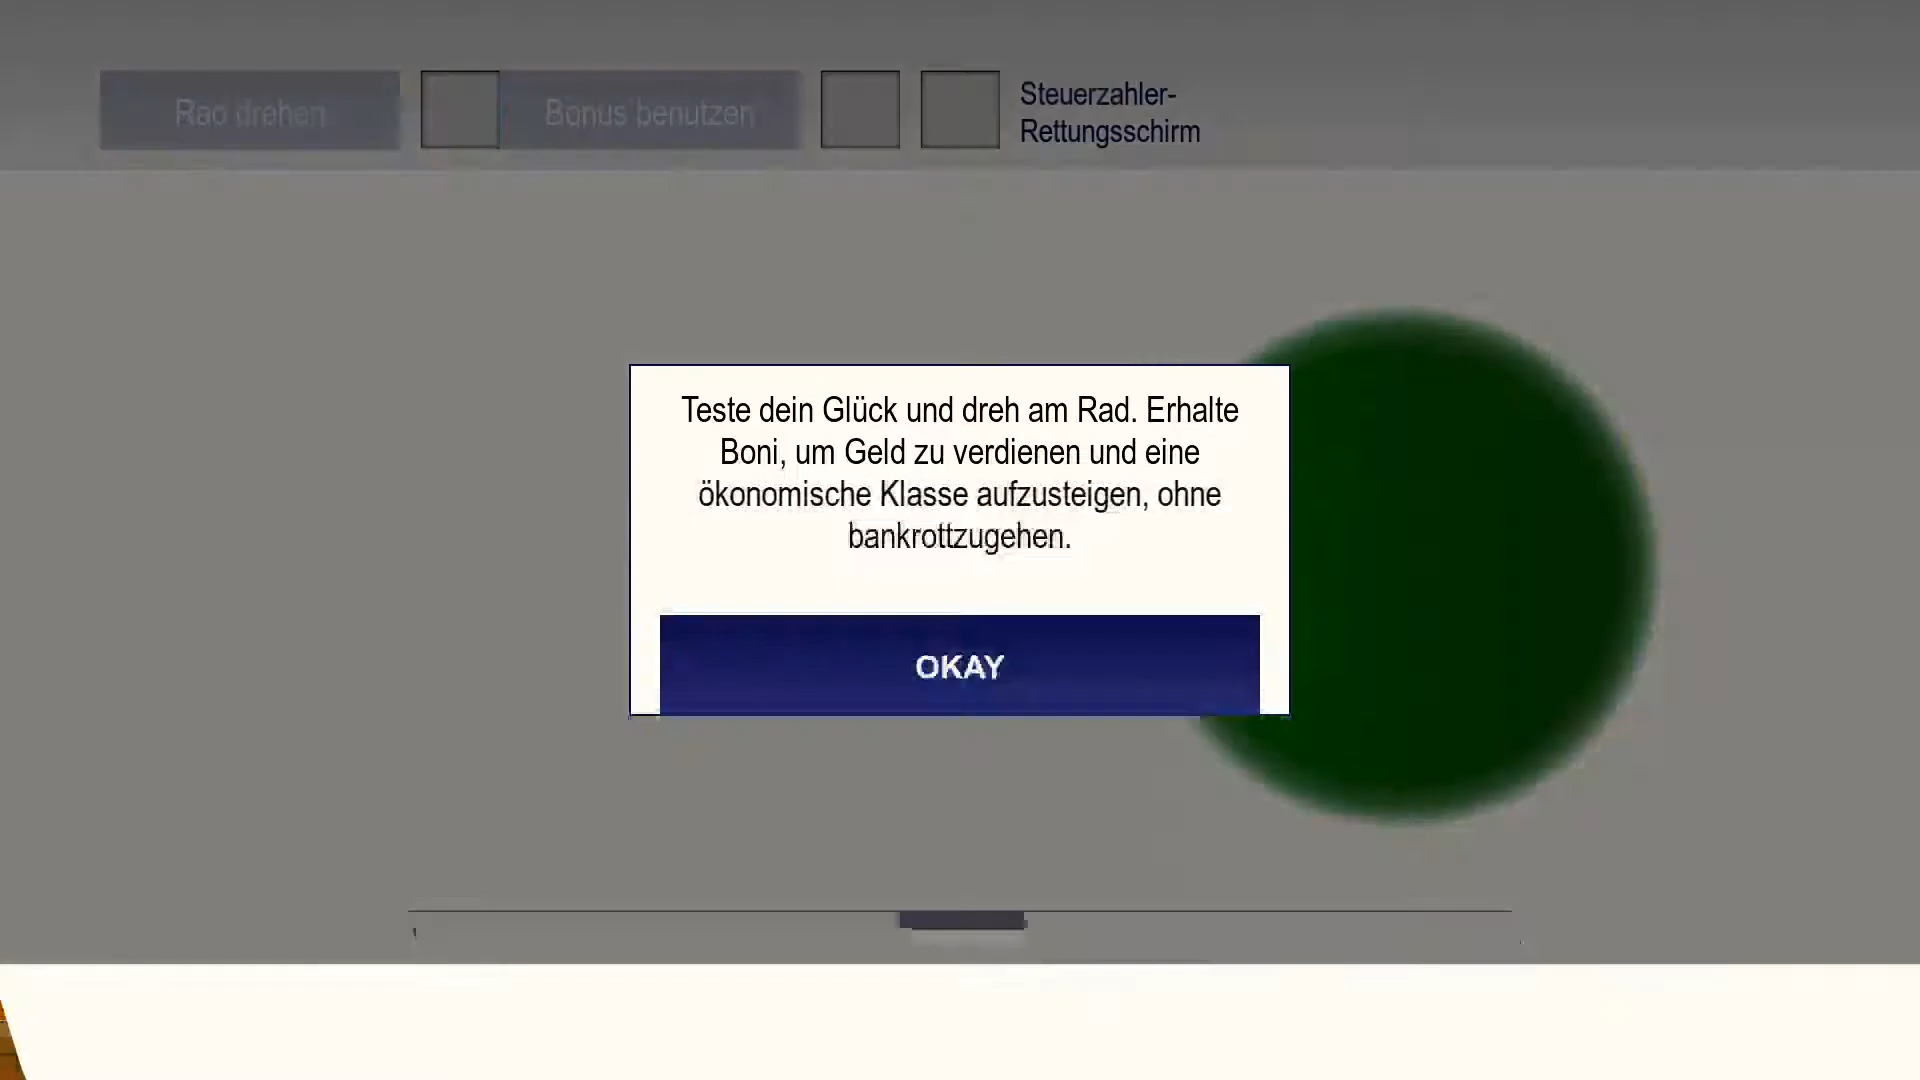 Rad drehen
Bonus benutzen
Steuerzahler-
Rettungsschirm
Teste dein Glück und dreh am Rad. Erhalte
Boni, um Geld zu verdienen und eine
ökonomische Klasse aufzusteigen, ohne
bankrottzugehen.
OKAY